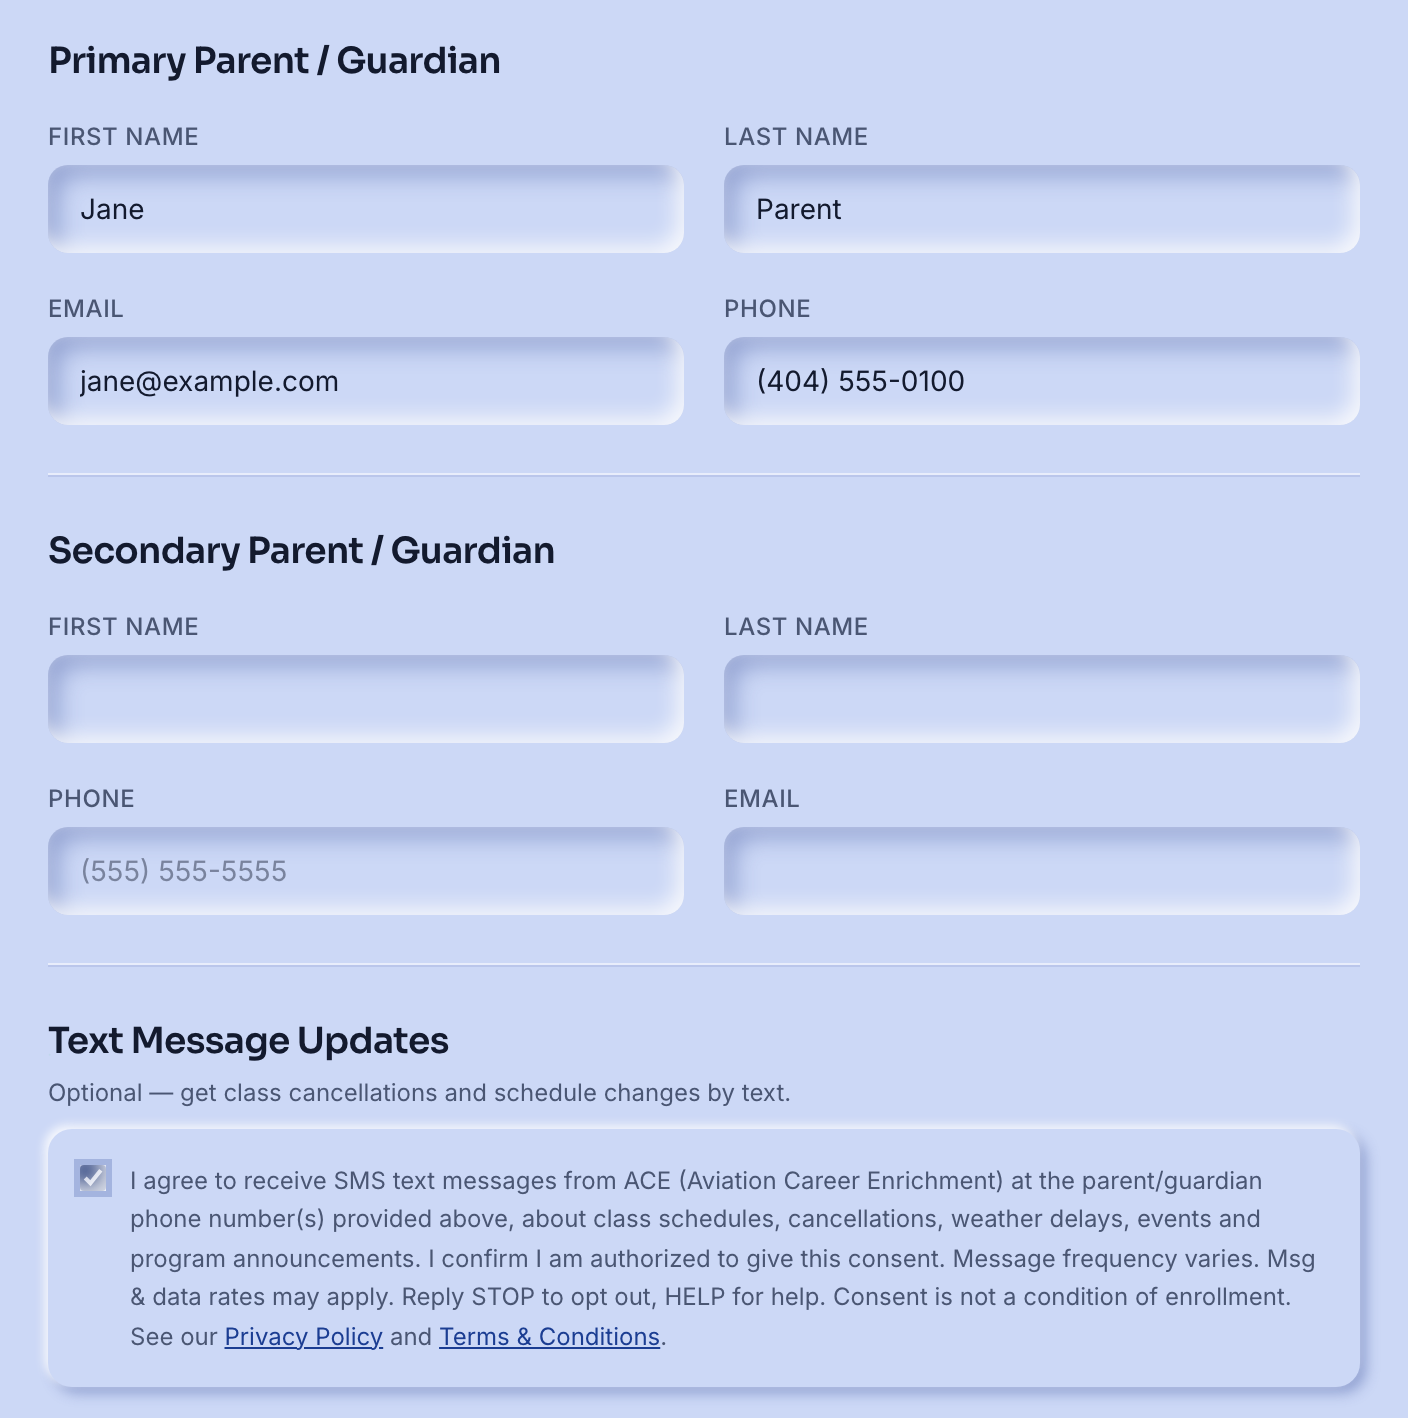 Primary Parent / Guardian
FIRST NAME
LAST NAME
Jane
Parent
EMAIL
PHONE
jane@example.com
(404) 555-0100
Secondary Parent / Guardian
FIRST NAME
LAST NAME
PHONE
EMAIL
(555) 555-5555
Text Message Updates
Optional — get class cancellations and schedule changes by text.
I agree to receive SMS text messages from ACE (Aviation Career Enrichment) at the parent/guardian
phone number(s) provided above, about class schedules, cancellations, weather delays, events and
program announcements. I confirm I am authorized to give this consent. Message frequency varies. Msg
& data rates may apply. Reply STOP to opt out, HELP for help. Consent is not a condition of enrollment.
See our Privacy Policy and Terms & Conditions.